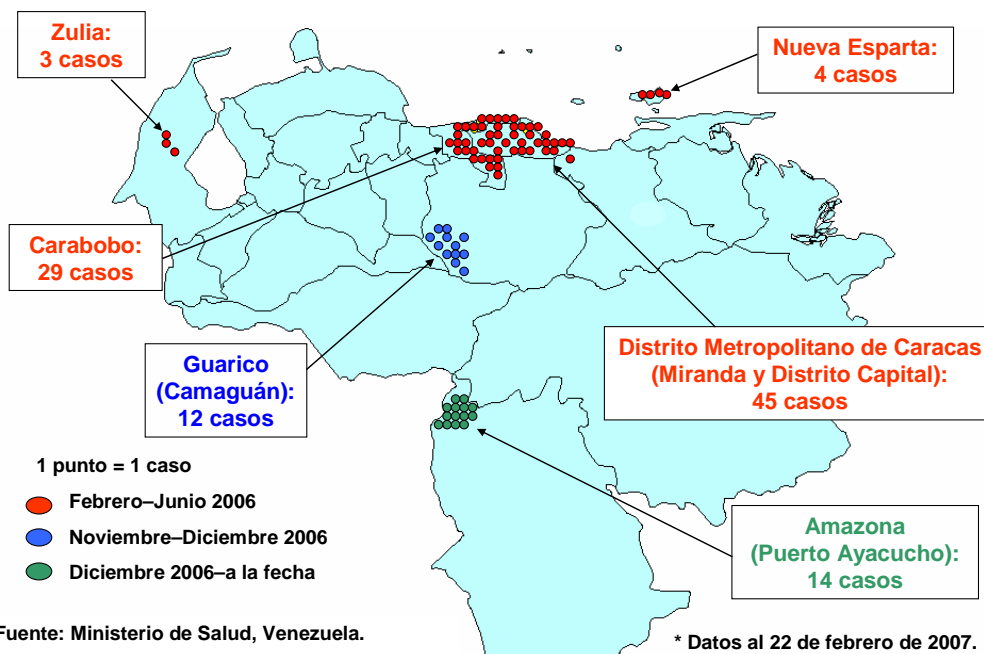 Zulia:
3 casos
Nueva Esparta:
4 casos
Carabobo:
29 casos
Guarico
(Camaguán):
12 casos
Distrito Metropolitano de Caracas
(Miranda y Distrito Capital):
45 casos
1 punto = 1 caso
Febrero–Junio 2006
Noviembre–Diciembre 2006
Diciembre 2006–a la fecha
Amazona
(Puerto Ayacucho):
14 casos
Fuente: Ministerio de Salud, Venezuela.
* Datos al 22 de febrero de 2007.